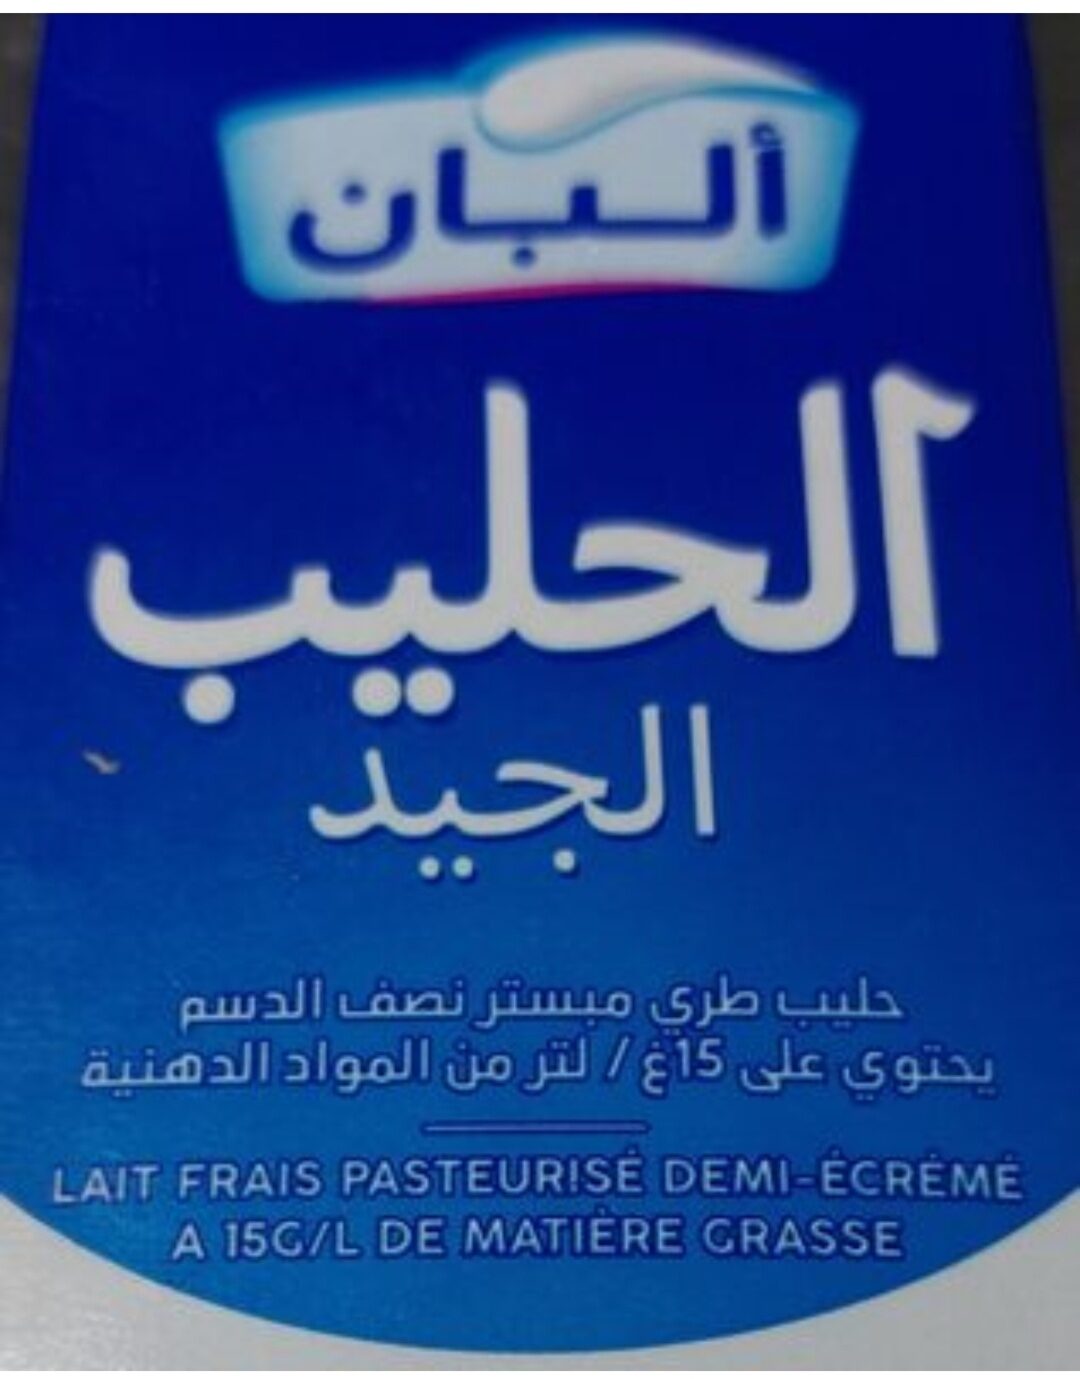 ألبان
الحليب
الجيد
حليب طري مبستر نصف الدسم
يحتوي على 15غ / لتر من المواد الدهنية
LAIT FRAIS PASTEURISÉ DEMI-ÉCRÉMÉ
A 15G/L DE MATIÈRE GRASSE